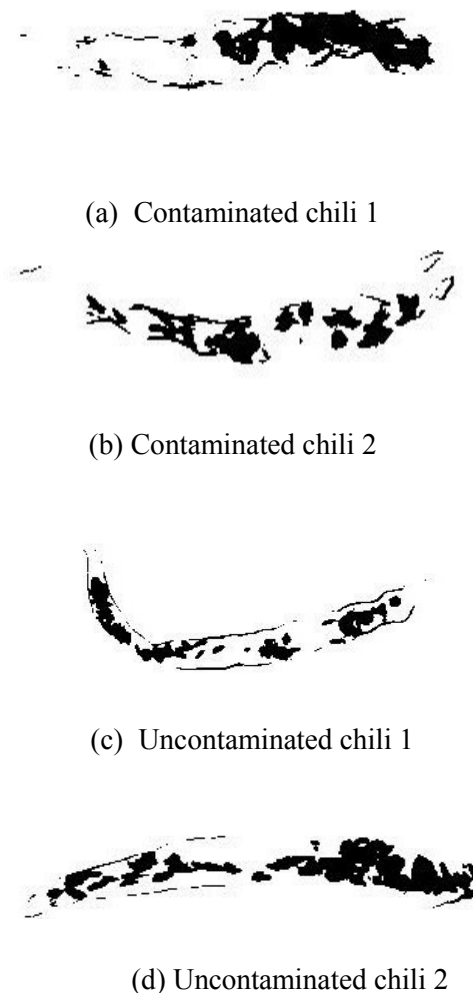 (a) Contaminated chili 1
(b) Contaminated chili 2
(c) Uncontaminated chili 1
(d) Uncontaminated chili 2